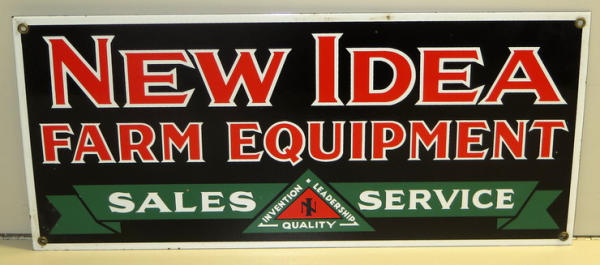 NEW IDEA
FARM EQUIPMENT
SALES SERVICE
INVENTION • LEADERSHIP
QUALITY